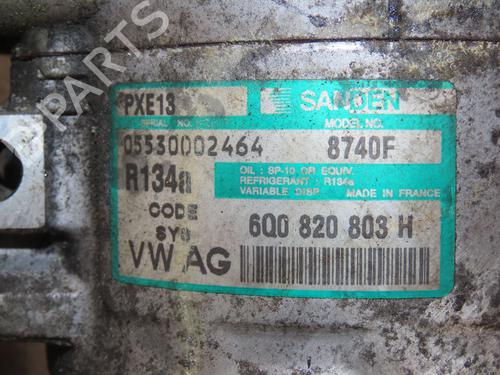 B-PARTS
PXE13 SANDEN
SERIAL NO. MODEL NO.
05530002464 8740F
R134a OIL : SP-10 OR EQUIV.
REFRIGERANT : R134a
VARIABLE DISP. MADE IN FRANCE
CODE
SYS 6Q0 820 803 H
VW AG